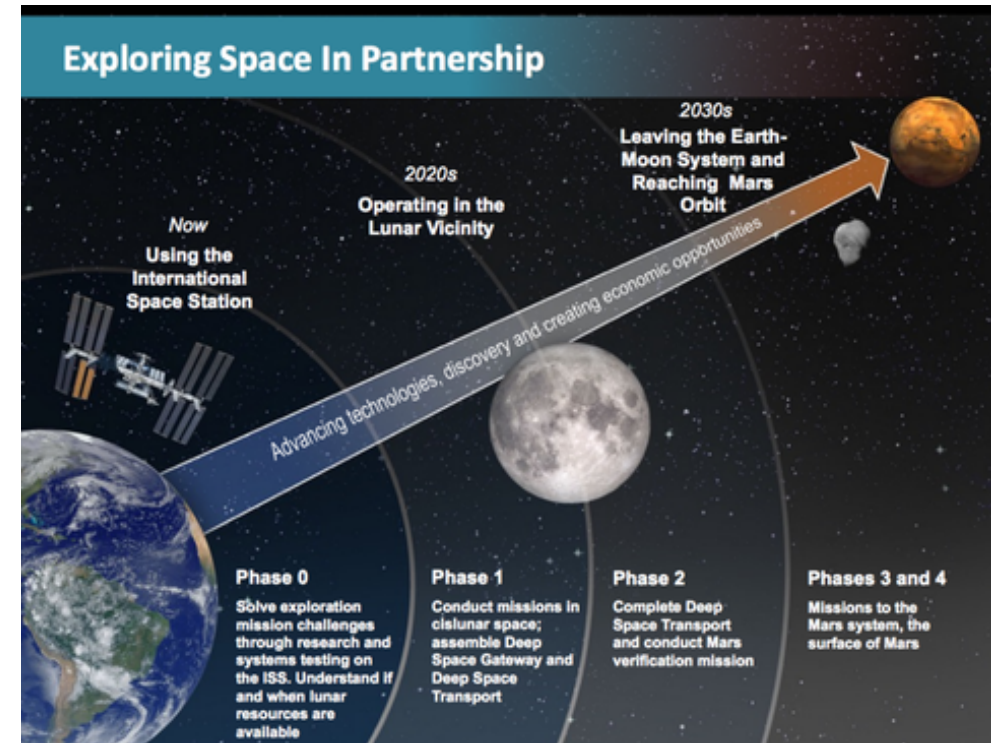 Exploring Space In Partnership
Now
Using the
International
Space Station
2020s
Operating in the
Lunar Vicinity
2030s
Leaving the Earth-
Moon System and
Reaching Mars
Orbit
Advancing technologies, discovery and creating economic opportunities
Phase 0
Solve exploration
mission challenges
through research and
systems testing on
the ISS. Understand if
and when lunar
resources are
available
Phase 1
Conduct missions in
cislunar space;
assemble Deep
Space Gateway and
Deep Space
Transport
Phase 2
Complete Deep
Space Transport
and conduct Mars
verification mission
Phases 3 and 4
Missions to the
Mars system, the
surface of Mars